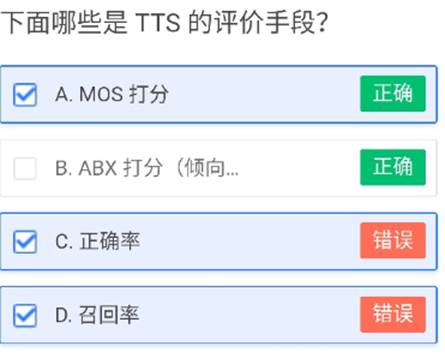 下面哪些是 TTS 的评价手段？
A. MOS 打分 正确
B. ABX 打分（倾向... 正确
C. 正确率 错误
D. 召回率 错误